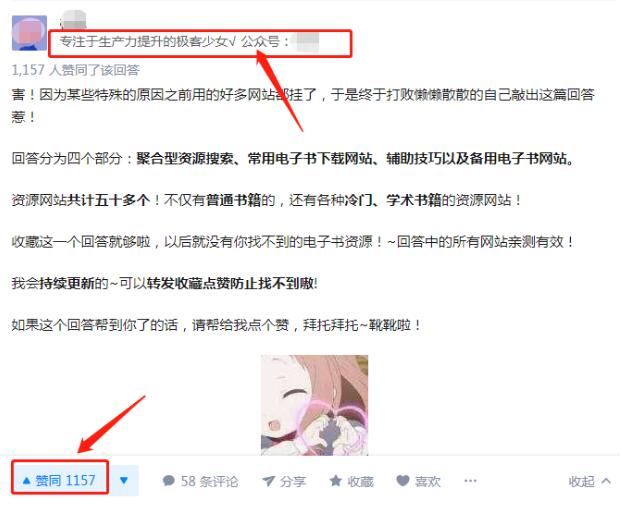 专注于生产力提升的极客少女√ 公众号：
1,157 人赞同了该回答
害！因为某些特殊的原因之前用的好多网站都挂了，于是终于打败懒懒散散的自己敲出这篇回答
惹！
回答分为四个部分：聚合型资源搜索、常用电子书下载网站、辅助技巧以及备用电子书网站。
资源网站共计五十多个！不仅有普通书籍的，还有各种冷门、学术书籍的资源网站！
收藏这一个回答就够啦，以后就没有你找不到的电子书资源！~回答中的所有网站亲测有效！
我会持续更新的~可以转发收藏点赞防止找不到嗷!
如果这个回答帮到你了的话，请帮给我点个赞，拜托拜托~靴靴啦！
赞同 1157 58 条评论 分享 收藏 喜欢 ··· 收起